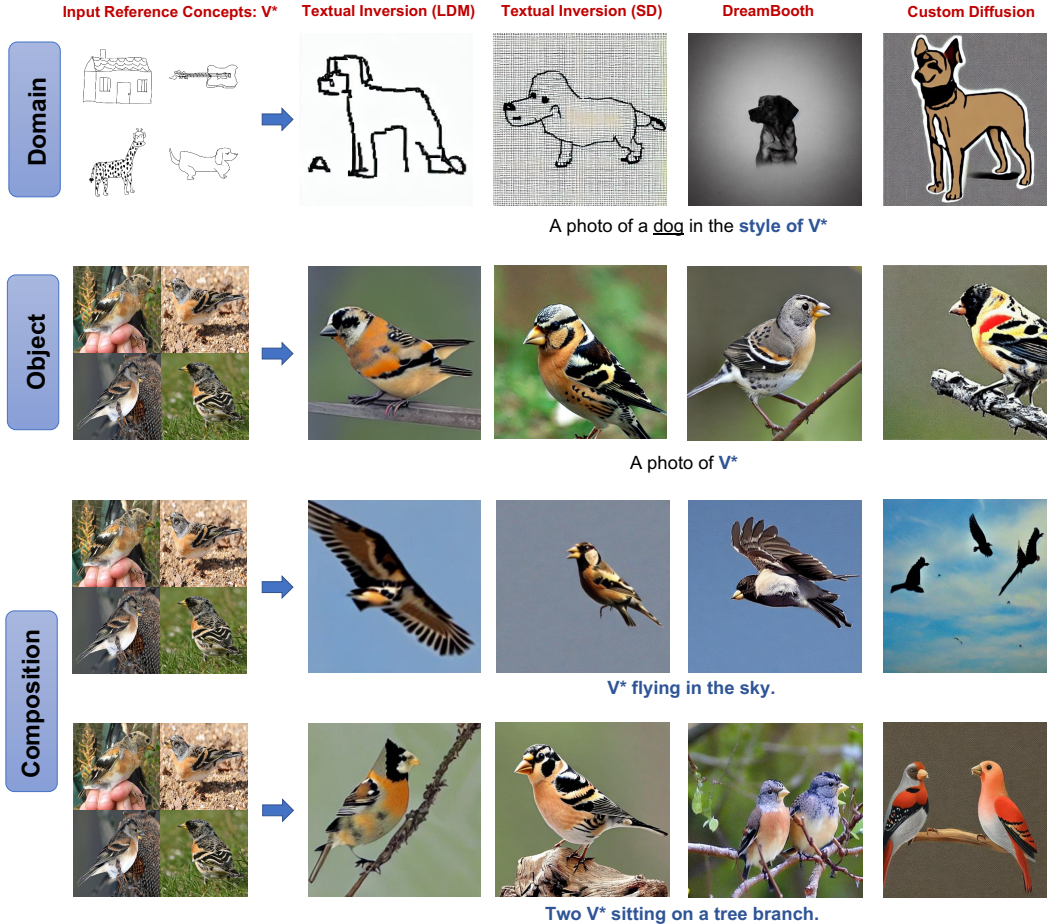 Input Reference Concepts: V*
Textual Inversion (LDM)
Textual Inversion (SD)
DreamBooth
Custom Diffusion
Domain
A photo of a dog in the style of V*
Object
A photo of V*
Composition
V* flying in the sky.
Two V* sitting on a tree branch.